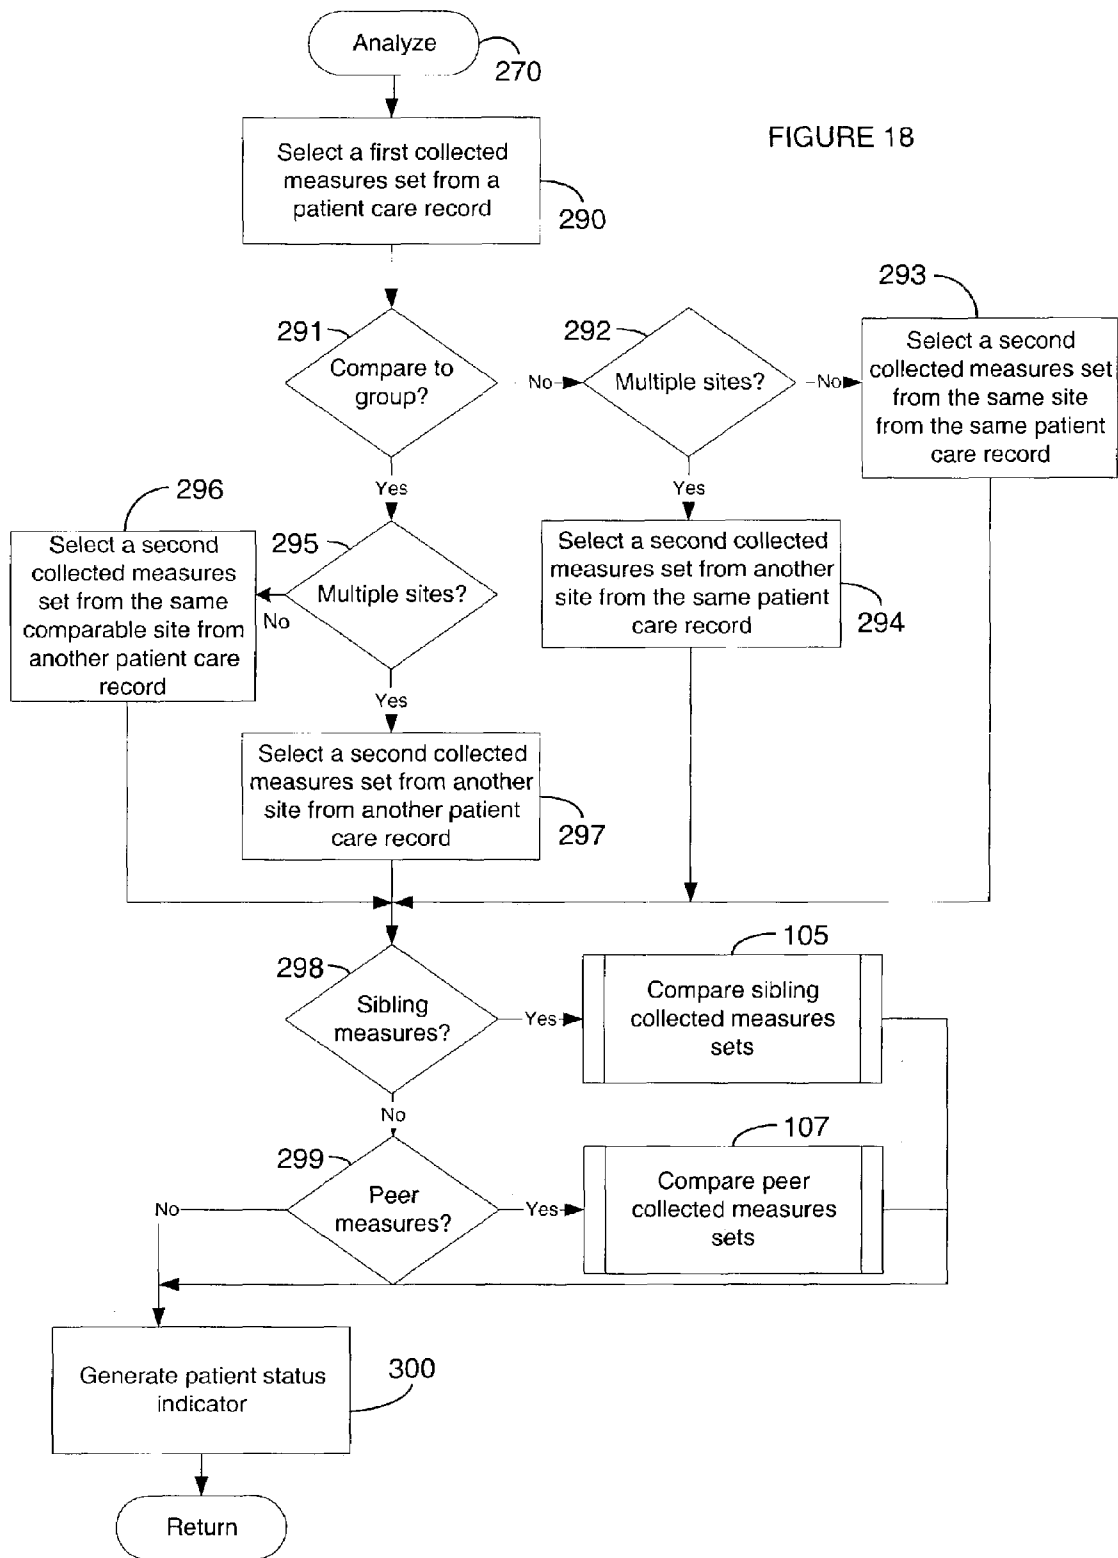 Analyze
270
FIGURE 18
Select a first collected
measures set from a
patient care record
290
293
291
Compare to
group?
No
292
Multiple sites?
No
Select a second
collected measures set
from the same site
from the same patient
care record
Yes
Yes
296
Select a second
collected measures
set from the same
comparable site from
another patient care
record
295
Multiple sites?
No
Select a second collected
measures set from another
site from the same patient
care record
294
Yes
Select a second collected
measures set from another
site from another patient
care record
297
298
Sibling
measures?
Yes
105
Compare sibling
collected measures
sets
No
299
Peer
measures?
No
Yes
107
Compare peer
collected measures
sets
Generate patient status
indicator
300
Return